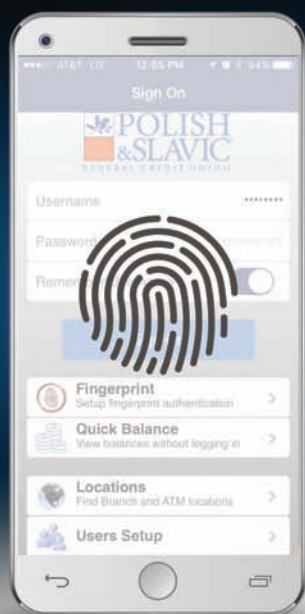 AT&T LTE 12:55 PM 94%
Sign On
POLISH
&SLAVIC
FEDERAL CREDIT UNION
Username
Password
Fingerprint
Setup fingerprint authentication
Quick Balance
View balances without logging in
Locations
Find Branch and ATM locations
Users Setup